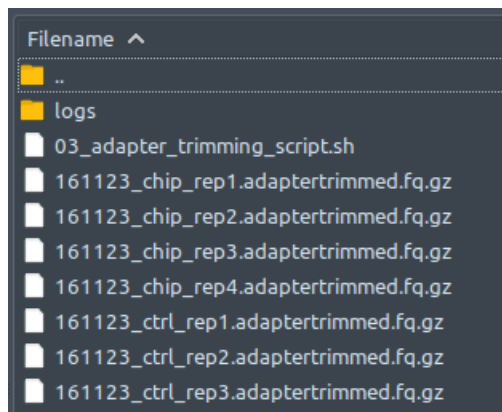 Filename
..
logs
03_adapter_trimming_script.sh
161123_chip_rep1.adaptertrimmed.fq.gz
161123_chip_rep2.adaptertrimmed.fq.gz
161123_chip_rep3.adaptertrimmed.fq.gz
161123_chip_rep4.adaptertrimmed.fq.gz
161123_ctrl_rep1.adaptertrimmed.fq.gz
161123_ctrl_rep2.adaptertrimmed.fq.gz
161123_ctrl_rep3.adaptertrimmed.fq.gz